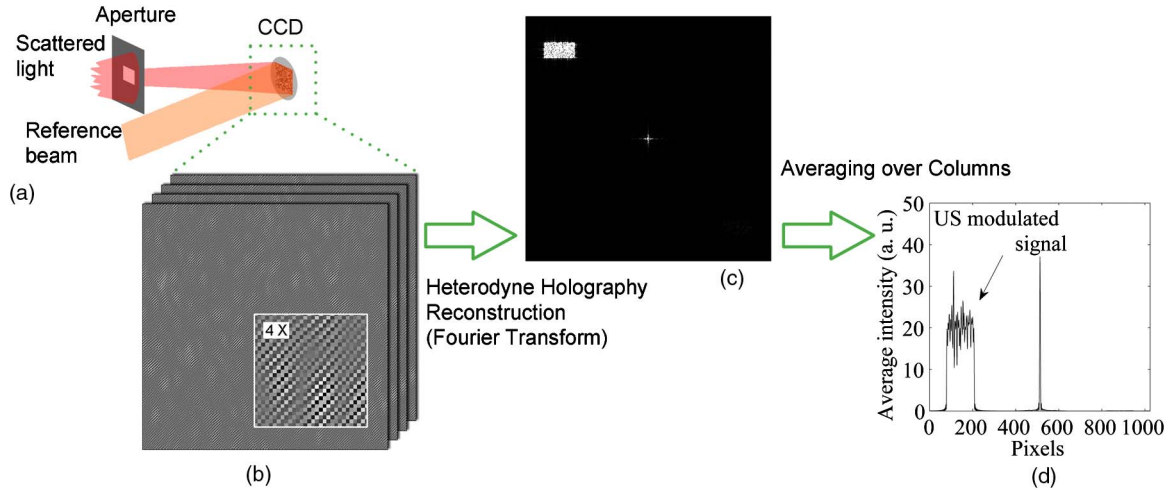 Aperture
Scattered
light
CCD
Reference
beam
(a)
4 X
(b)
Heterodyne Holography
Reconstruction
(Fourier Transform)
(c)
Averaging over Columns
US modulated
signal
Average intensity (a. u.)
50
40
30
20
10
0
0 200 400 600 800 1000
Pixels
(d)